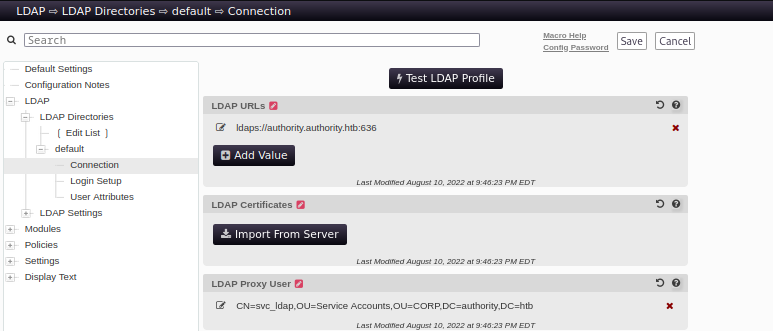 LDAP ⇨ LDAP Directories ⇨ default ⇨ Connection
Search
Macro Help
Config Password
Save
Cancel
Default Settings
Configuration Notes
LDAP
LDAP Directories
{ Edit List }
default
Connection
Login Setup
User Attributes
LDAP Settings
Modules
Policies
Settings
Display Text
Test LDAP Profile
LDAP URLs
ldaps://authority.authority.htb:636
Add Value
Last Modified August 10, 2022 at 9:46:23 PM EDT
LDAP Certificates
Import From Server
Last Modified August 10, 2022 at 9:46:23 PM EDT
LDAP Proxy User
CN=svc_ldap,OU=Service Accounts,OU=CORP,DC=authority,DC=htb
Last Modified August 10, 2022 at 9:46:23 PM EDT